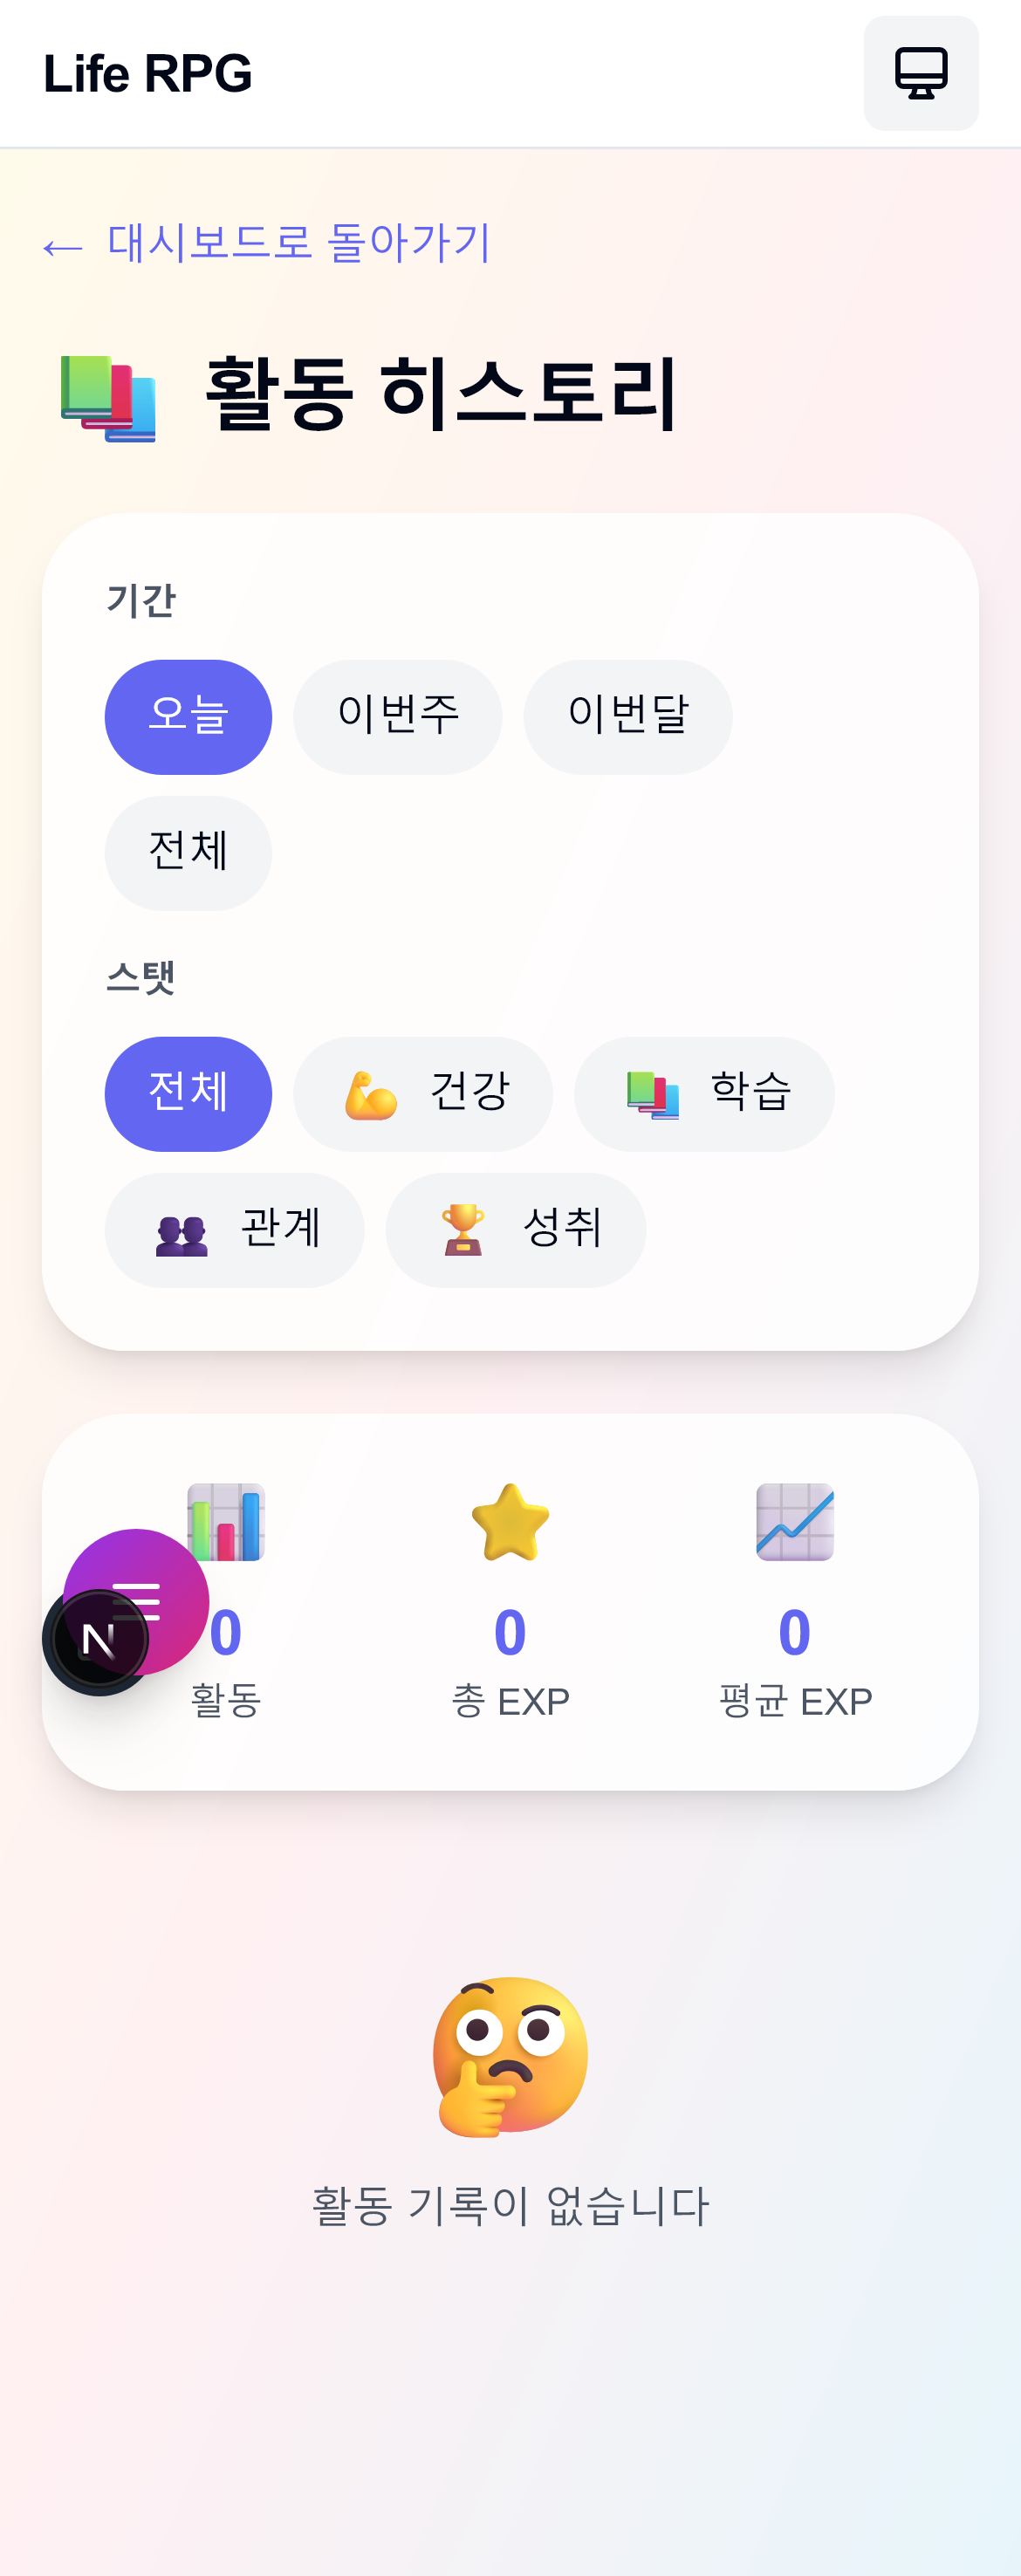 Life RPG
← 대시보드로 돌아가기
📚 활동 히스토리
기간
오늘 이번주 이번달
전체
스탯
전체 💪 건강 📚 학습
👥 관계 🏆 성취
0 0 0
활동 총 EXP 평균 EXP
N
활동 기록이 없습니다